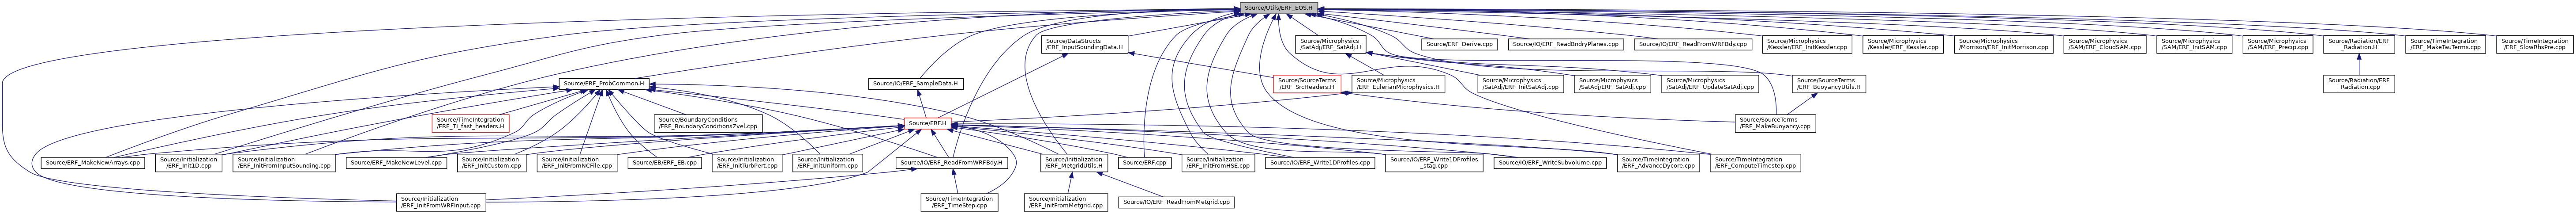 Source/Utils/ERF_EOS.H
Source/DataStructs
/ERF_InputSoundingData.H
Source/Microphysics
/SatAdj/ERF_SatAdj.H
Source/ERF_Derive.cpp
Source/IO/ERF_ReadBndryPlanes.cpp
Source/IO/ERF_ReadFromWRFBdy.cpp
Source/Microphysics
/Kessler/ERF_InitKessler.cpp
Source/Microphysics
/Kessler/ERF_Kessler.cpp
Source/Microphysics
/Morrison/ERF_InitMorrison.cpp
Source/Microphysics
/SAM/ERF_CloudSAM.cpp
Source/Microphysics
/SAM/ERF_InitSAM.cpp
Source/Microphysics
/SAM/ERF_Precip.cpp
Source/Radiation/ERF
_Radiation.H
Source/TimeIntegration
/ERF_MakeTauTerms.cpp
Source/TimeIntegration
/ERF_SlowRhsPre.cpp
Source/ERF_ProbCommon.H
Source/IO/ERF_SampleData.H
Source/SourceTerms
/ERF_SrcHeaders.H
Source/Microphysics
/ERF_EulerianMicrophysics.H
Source/Microphysics
/SatAdj/ERF_InitSatAdj.cpp
Source/Microphysics
/SatAdj/ERF_SatAdj.cpp
Source/Microphysics
/SatAdj/ERF_UpdateSatAdj.cpp
Source/SourceTerms
/ERF_BuoyancyUtils.H
Source/Radiation/ERF
_Radiation.cpp
Source/TimeIntegration
/ERF_TI_fast_headers.H
Source/BoundaryConditions
/ERF_BoundaryConditionsZvel.cpp
Source/ERF.H
Source/SourceTerms
/ERF_MakeBuoyancy.cpp
Source/ERF_MakeNewArrays.cpp
Source/Initialization
/ERF_Init1D.cpp
Source/Initialization
/ERF_InitFromInputSounding.cpp
Source/ERF_MakeNewLevel.cpp
Source/Initialization
/ERF_InitCustom.cpp
Source/Initialization
/ERF_InitFromNCFile.cpp
Source/EB/ERF_EB.cpp
Source/Initialization
/ERF_InitTurbPert.cpp
Source/Initialization
/ERF_InitUniform.cpp
Source/IO/ERF_ReadFromWRFBdy.H
Source/Initialization
/ERF_MetgridUtils.H
Source/ERF.cpp
Source/Initialization
/ERF_InitFromHSE.cpp
Source/IO/ERF_Write1DProfiles.cpp
Source/IO/ERF_Write1DProfiles
_stag.cpp
Source/IO/ERF_WriteSubvolume.cpp
Source/TimeIntegration
/ERF_AdvanceDycore.cpp
Source/TimeIntegration
/ERF_ComputeTimestep.cpp
Source/Initialization
/ERF_InitFromWRFInput.cpp
Source/TimeIntegration
/ERF_TimeStep.cpp
Source/Initialization
/ERF_InitFromMetgrid.cpp
Source/IO/ERF_ReadFromMetgrid.cpp